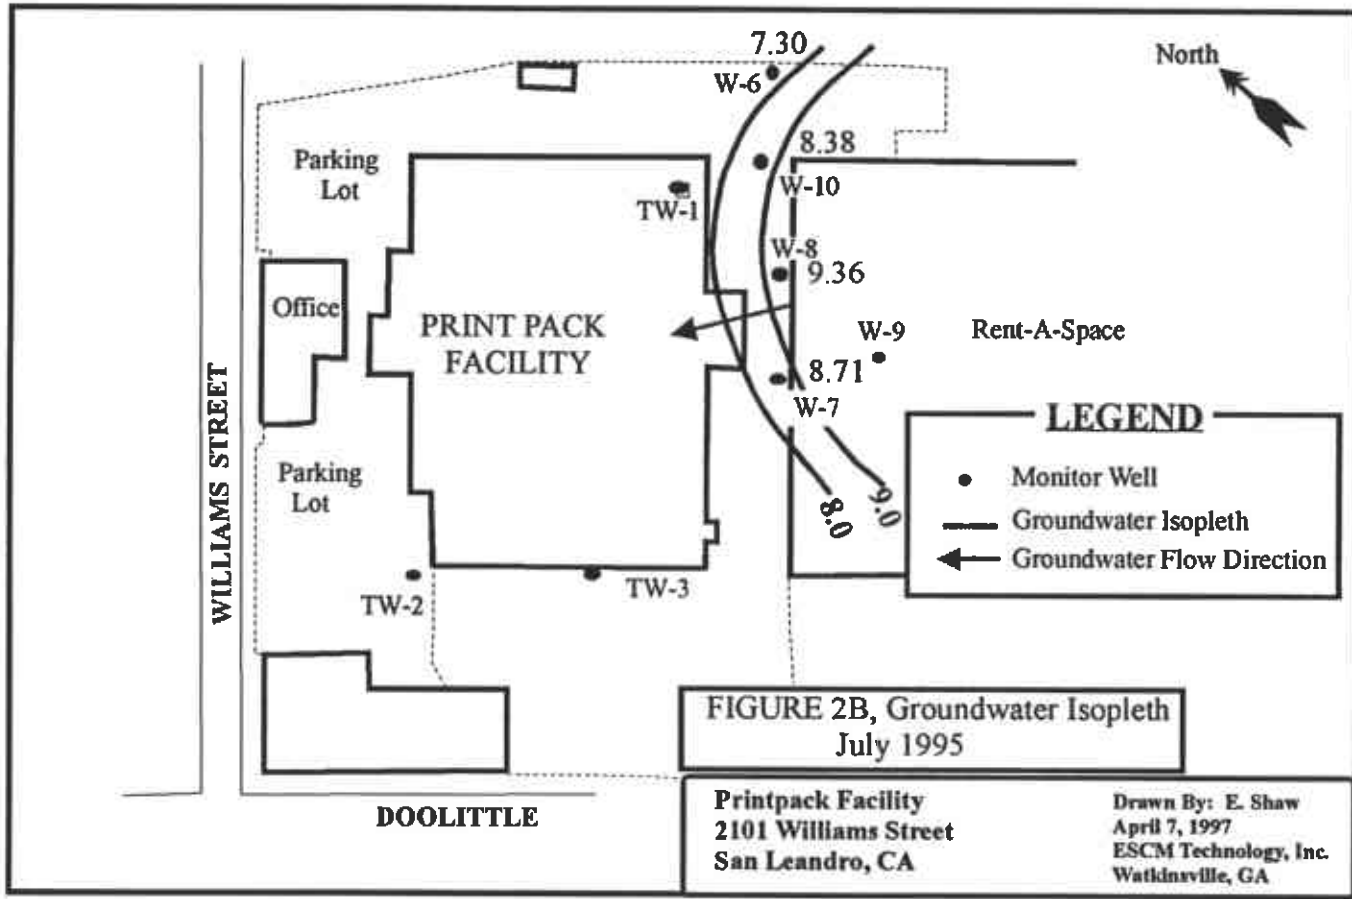 7.30
North
W-6
8.38
Parking
Lot
W-10
TW-1
W-8
9.36
Office
PRINT PACK
FACILITY
W-9
Rent-A-Space
8.71
W-7
WILLIAMS STREET
Parking
Lot
8.0
9.0
LEGEND
Monitor Well
Groundwater Isopleth
Groundwater Flow Direction
TW-2
TW-3
FIGURE 2B, Groundwater Isopleth
July 1995
DOOLITTLE
Printpack Facility
2101 Williams Street
San Leandro, CA
Drawn By: E. Shaw
April 7, 1997
ESCM Technology, Inc.
Watkinsville, GA